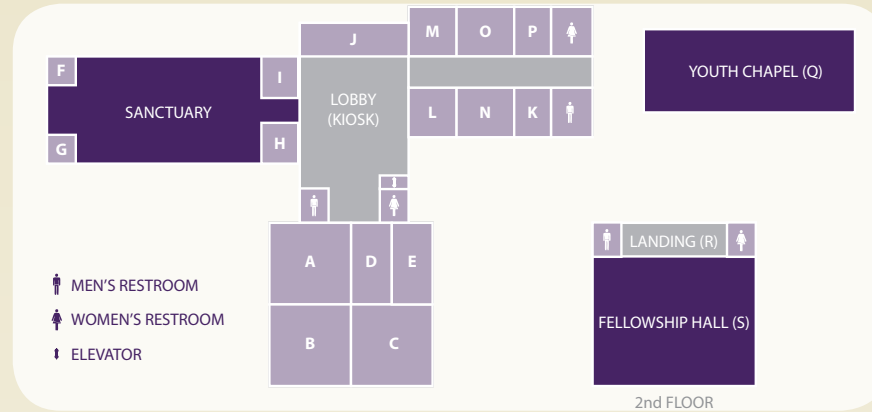 J
M
O
P
F
I
YOUTH CHAPEL (Q)
SANCTUARY
LOBBY
(KIOSK)
L
N
K
G
H
A
D
E
LANDING (R)
MEN'S RESTROOM
WOMEN'S RESTROOM
ELEVATOR
B
C
FELLOWSHIP HALL (S)
2nd FLOOR